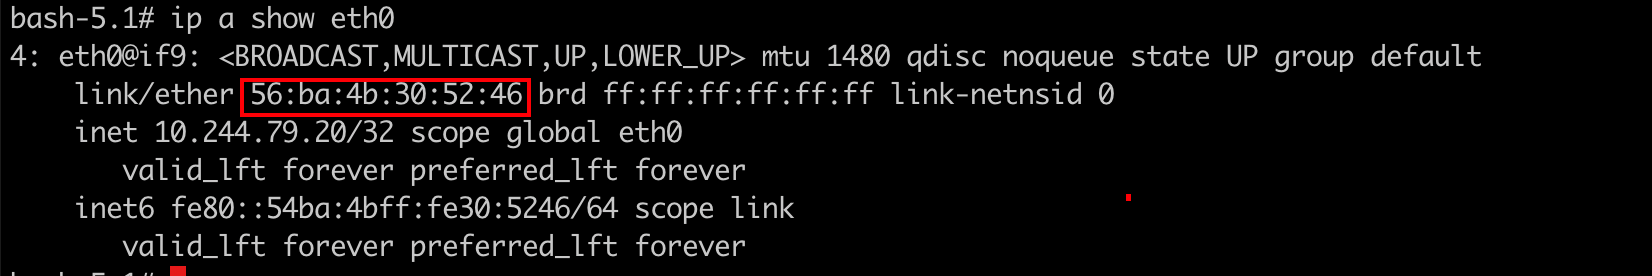 bash-5.1# ip a show eth0
4: eth0@if9: <BROADCAST,MULTICAST,UP,LOWER_UP> mtu 1480 qdisc noqueue state UP group default
link/ether 56:ba:4b:30:52:46 brd ff:ff:ff:ff:ff:ff link-netnsid 0
inet 10.244.79.20/32 scope global eth0
valid_lft forever preferred_lft forever
inet6 fe80::54ba:4bff:fe30:5246/64 scope link
valid_lft forever preferred_lft forever
bash-5.1#